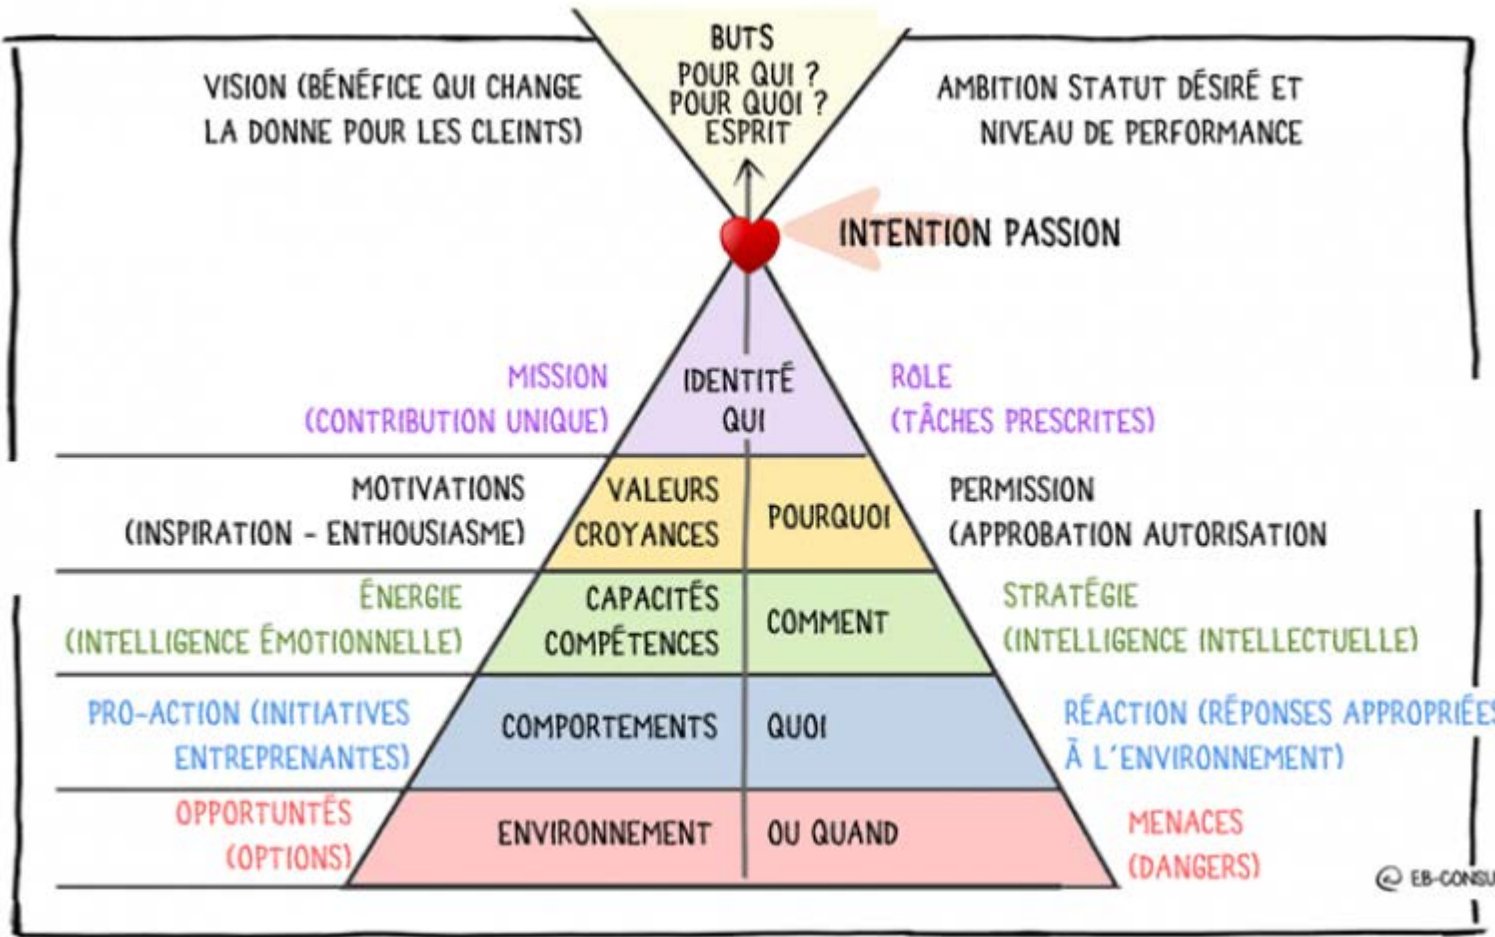 BUTS
POUR QUI ?
POUR QUOI ?
ESPRIT
VISION (BÉNÉFICE QUI CHANGE
LA DONNE POUR LES CLEINTS)
AMBITION STATUT DÉSIRÉ ET
NIVEAU DE PERFORMANCE
INTENTION PASSION
MISSION
(CONTRIBUTION UNIQUE)
IDENTITÉ
QUI
RÔLE
(TÂCHES PRESCRITES)
MOTIVATIONS
(INSPIRATION - ENTHOUSIASME)
VALEURS
CROYANCES
POURQUOI
PERMISSION
(APPROBATION AUTORISATION
ÉNERGIE
(INTELLIGENCE ÉMOTIONNELLE)
CAPACITÉS
COMPÉTENCES
COMMENT
STRATÉGIE
(INTELLIGENCE INTELLECTUELLE)
PRO-ACTION (INITIATIVES
ENTREPRENANTES)
COMPORTEMENTS
QUOI
RÉACTION (RÉPONSES APPROPRIÉES
À L'ENVIRONNEMENT)
OPPORTUNTÉS
(OPTIONS)
ENVIRONNEMENT
OU QUAND
MENACES
(DANGERS)
@ EB-CONSU